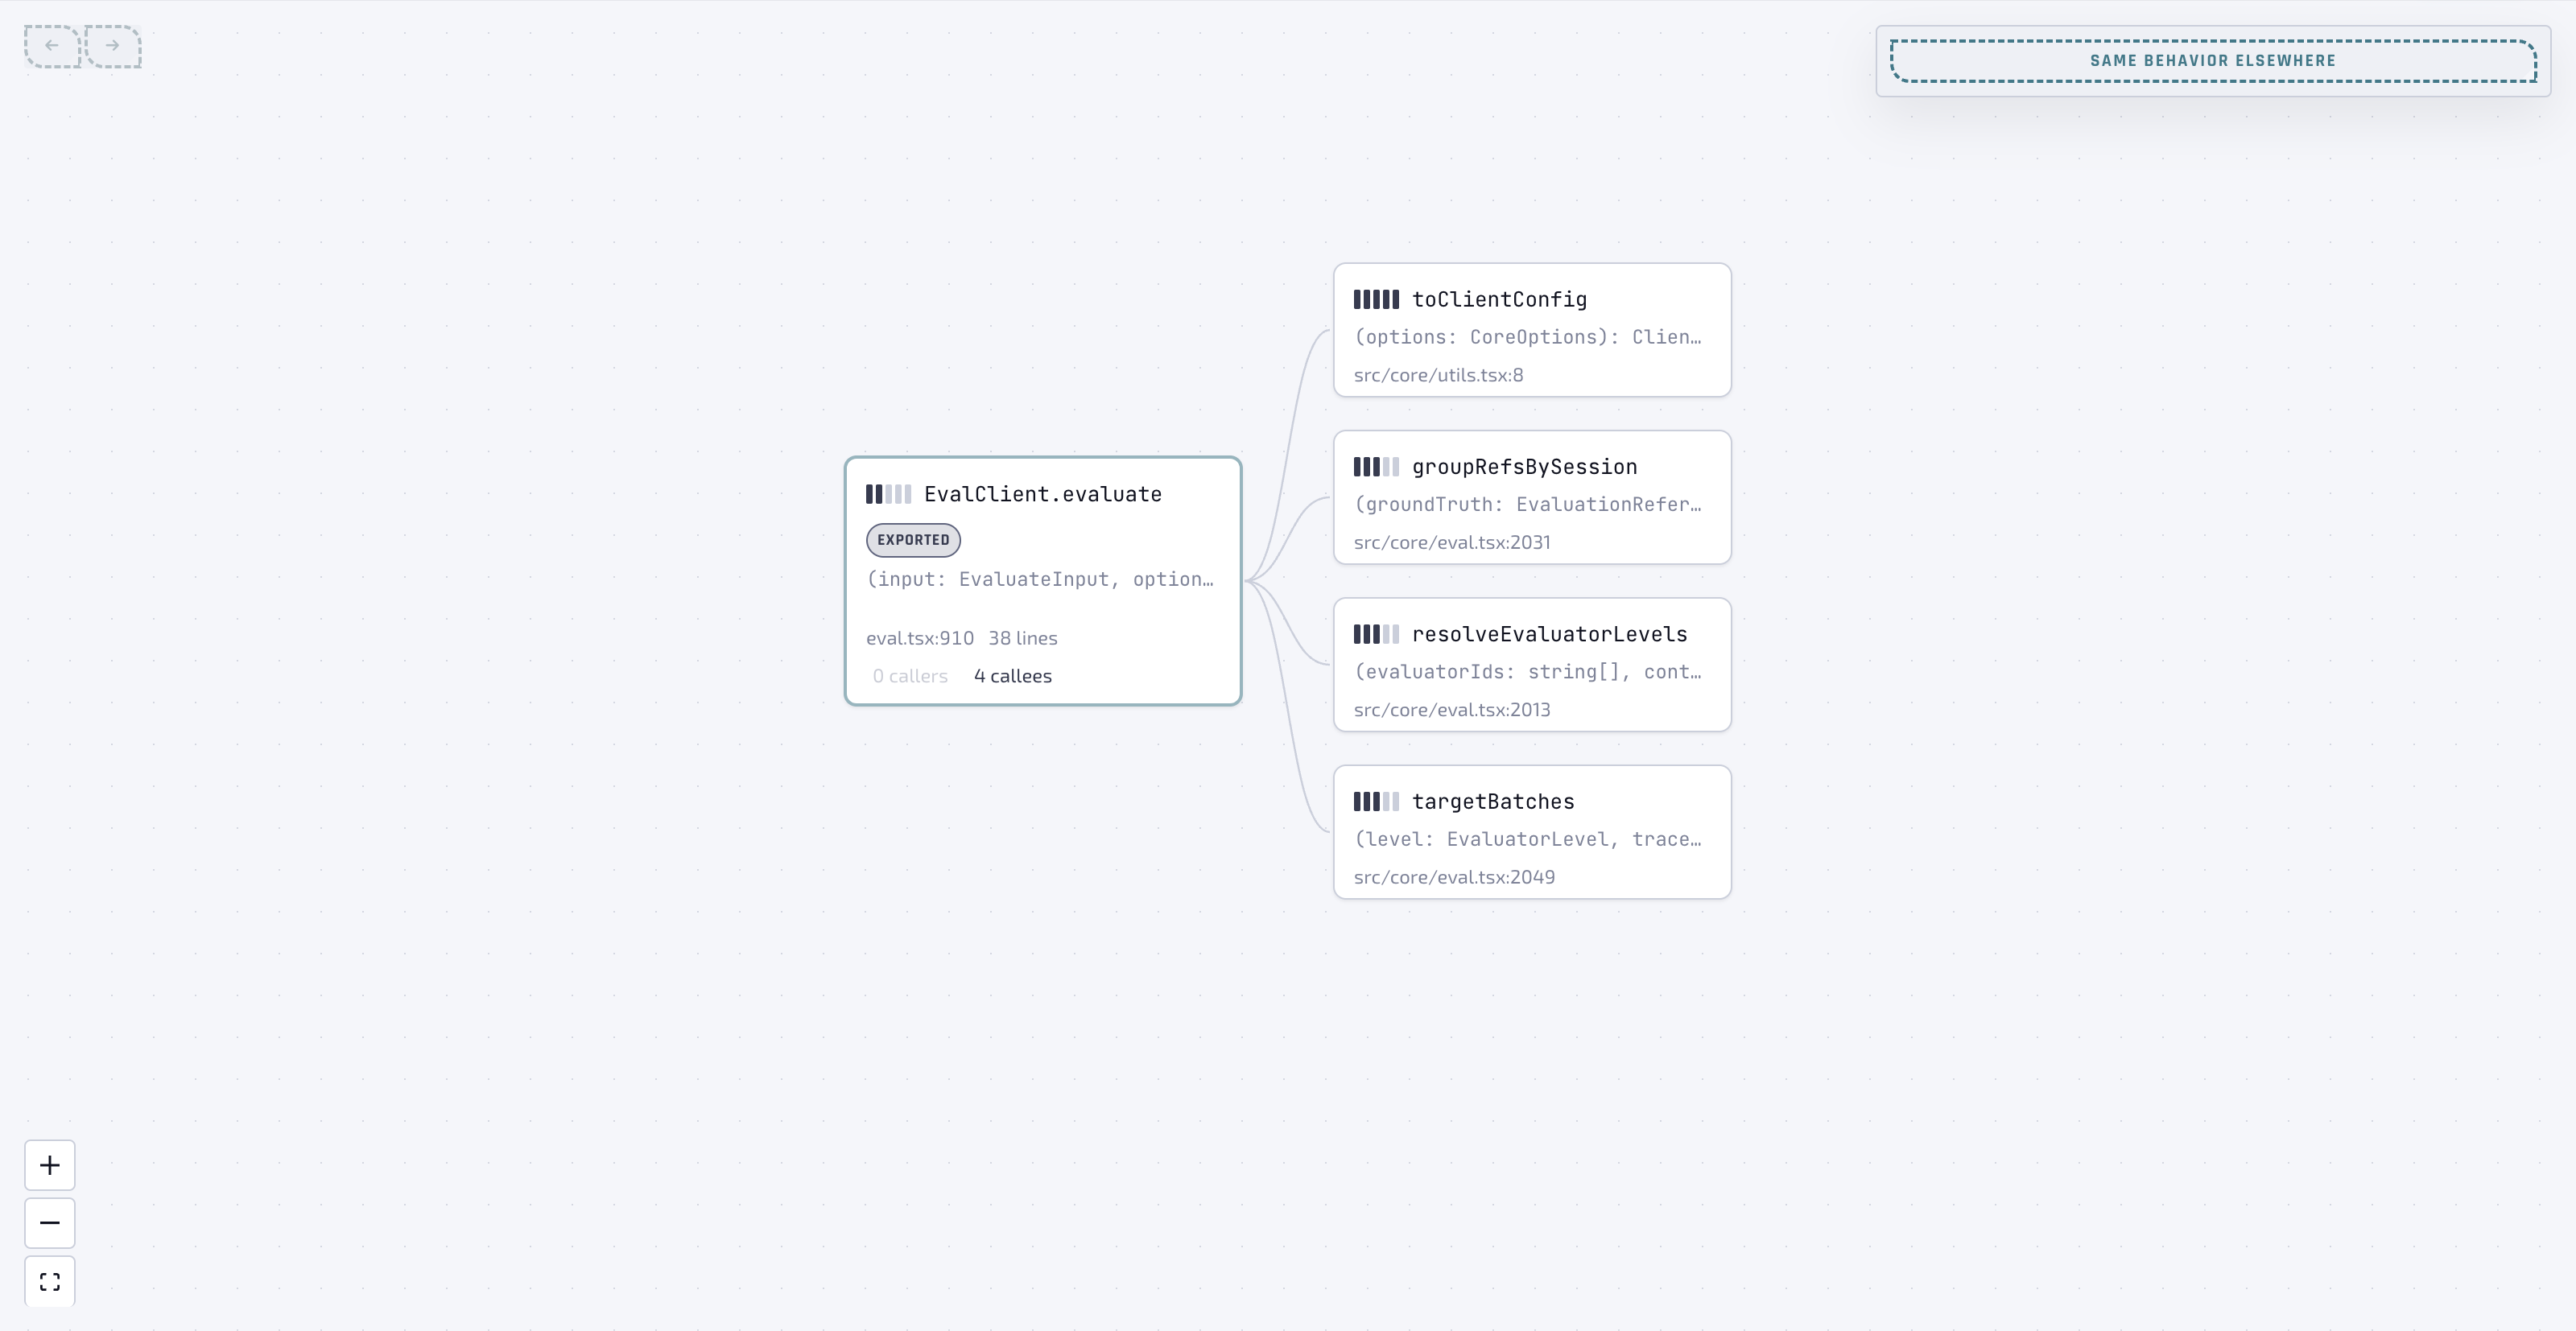 SAME BEHAVIOR ELSEWHERE
toClientConfig
(options: CoreOptions): Clien…
src/core/utils.tsx:8
groupRefsBySession
(groundTruth: EvaluationRefer…
src/core/eval.tsx:2031
EvalClient.evaluate
EXPORTED
(input: EvaluateInput, option…
eval.tsx:910 38 lines
0 callers 4 callees
resolveEvaluatorLevels
(evaluatorIds: string[], cont…
src/core/eval.tsx:2013
targetBatches
(level: EvaluatorLevel, trace…
src/core/eval.tsx:2049